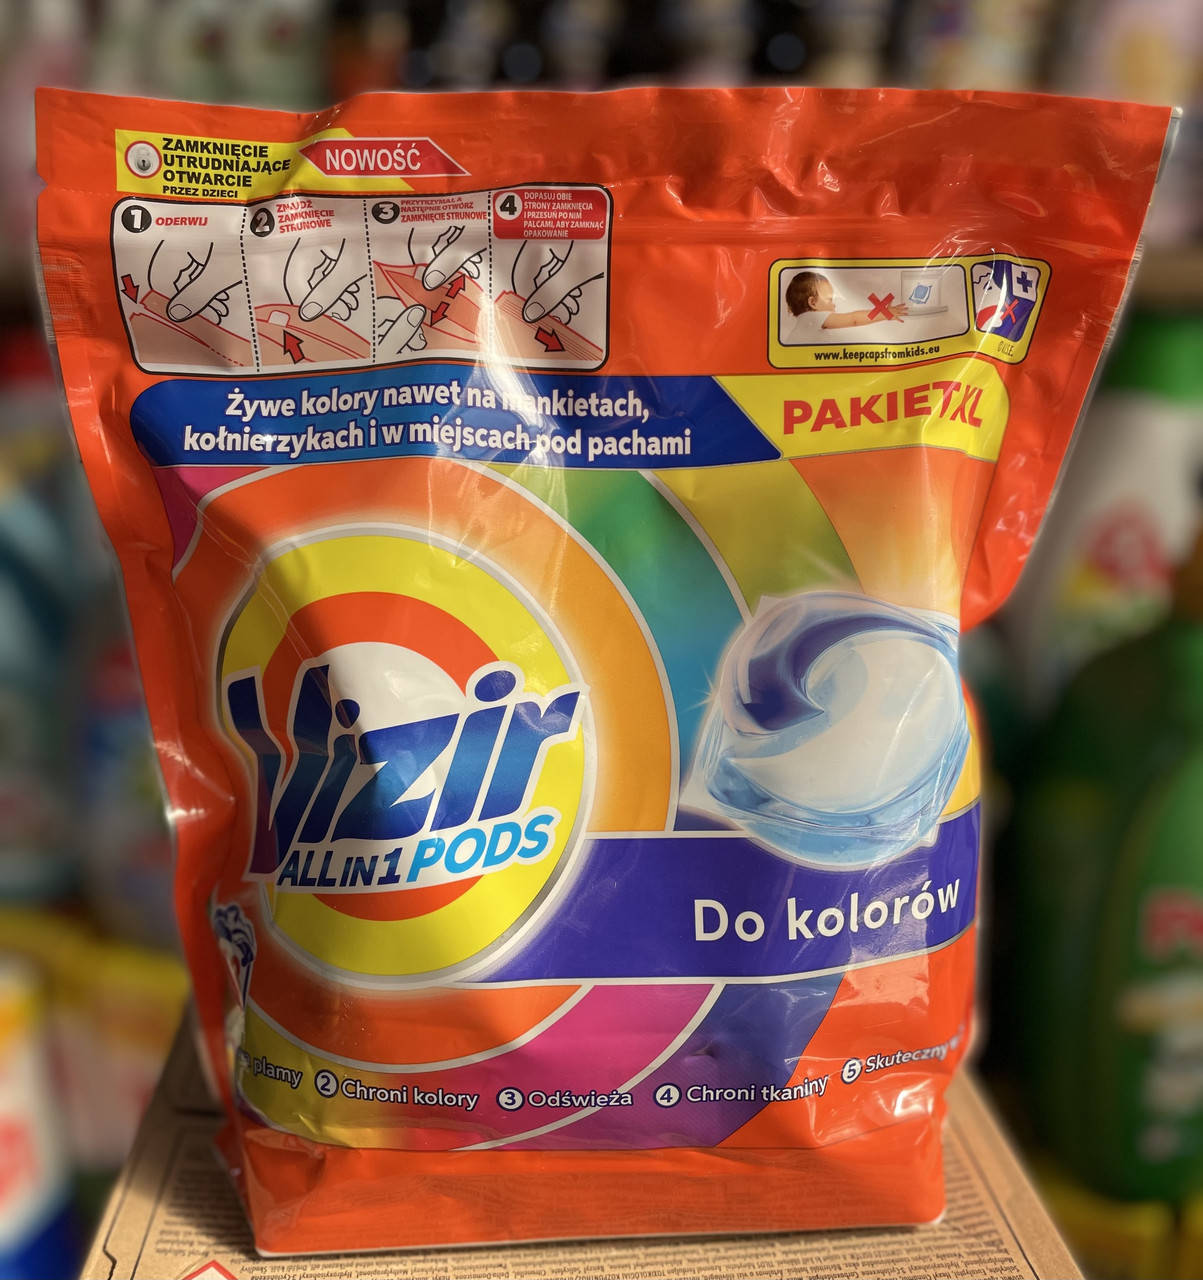 ZAMKNIĘCIE
UTRUDNIAJĄCE
OTWARCIE
PRZEZ DZIECI
NOWOŚĆ
1 ODERWIJ
2 ZNAJDŹ
ZAMKNIĘCIE
STRUNOWE
3 PRZYTRZYMAJ, A
NASTĘPNIE OTWÓRZ
ZAMKNIĘCIE STRUNOWE
4 DOPASUJ OBIE
STRONY ZAMKNIĘCIA
I PRZESUŃ PO NIM
PALCAMI, ABY ZAMKNĄĆ
OPAKOWANIE
www.keepcapsfromkids.eu
A.I.S.E.
Żywe kolory nawet na mankietach,
kołnierzykach i w miejscach pod pachami
PAKIET XL
Vizir
ALL IN 1 PODS
Do kolorów
plamy 2 Chroni kolory 3 Odświeża 4 Chroni tkaniny 5 Skuteczny